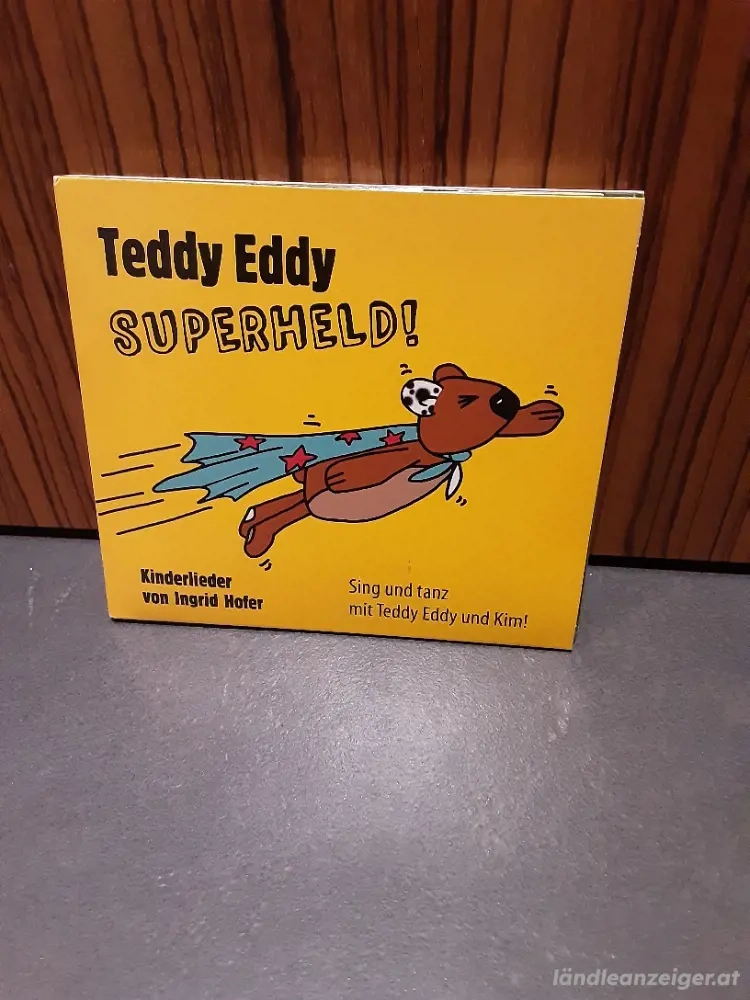 Teddy Eddy
SUPERHELD!
Kinderlieder
von Ingrid Hofer
Sing und tanz
mit Teddy Eddy und Kim!
ländleanzeiger.at